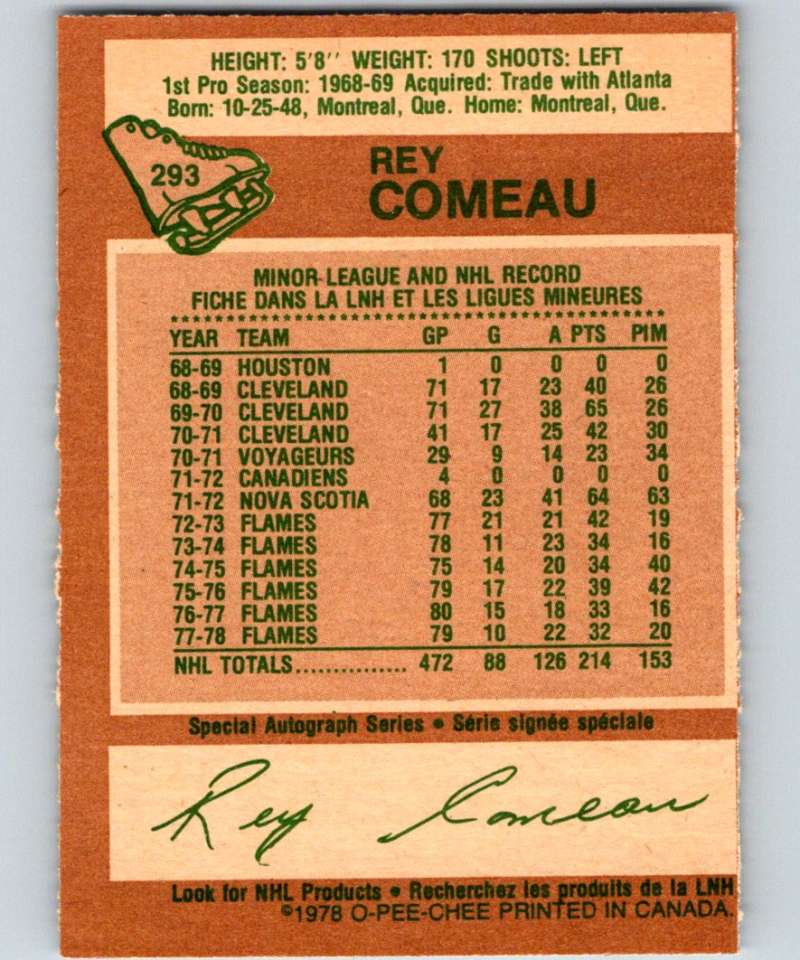 HEIGHT: 5'8'' WEIGHT: 170 SHOOTS: LEFT
1st Pro Season: 1968-69 Acquired: Trade with Atlanta
Born: 10-25-48, Montreal, Que. Home: Montreal, Que.
293
REY
COMEAU
MINOR LEAGUE AND NHL RECORD
FICHE DANS LA LNH ET LES LIGUES MINEURES
YEAR TEAM GP G A PTS PIM
68-69 HOUSTON 1 0 0 0 0
68-69 CLEVELAND 71 17 23 40 26
69-70 CLEVELAND 71 27 38 65 26
70-71 CLEVELAND 41 17 25 42 30
70-71 VOYAGEURS 29 9 14 23 34
71-72 CANADIENS 4 0 0 0 0
71-72 NOVA SCOTIA 68 23 41 64 63
72-73 FLAMES 77 21 21 42 19
73-74 FLAMES 78 11 23 34 16
74-75 FLAMES 75 14 20 34 40
75-76 FLAMES 79 17 22 39 42
76-77 FLAMES 80 15 18 33 16
77-78 FLAMES 79 10 22 32 20
NHL TOTALS............... 472 88 126 214 153
Special Autograph Series • Série signée spéciale
Rey Comeau
Look for NHL Products • Recherchez les produits de la LNH
©1978 O-PEE-CHEE PRINTED IN CANADA.